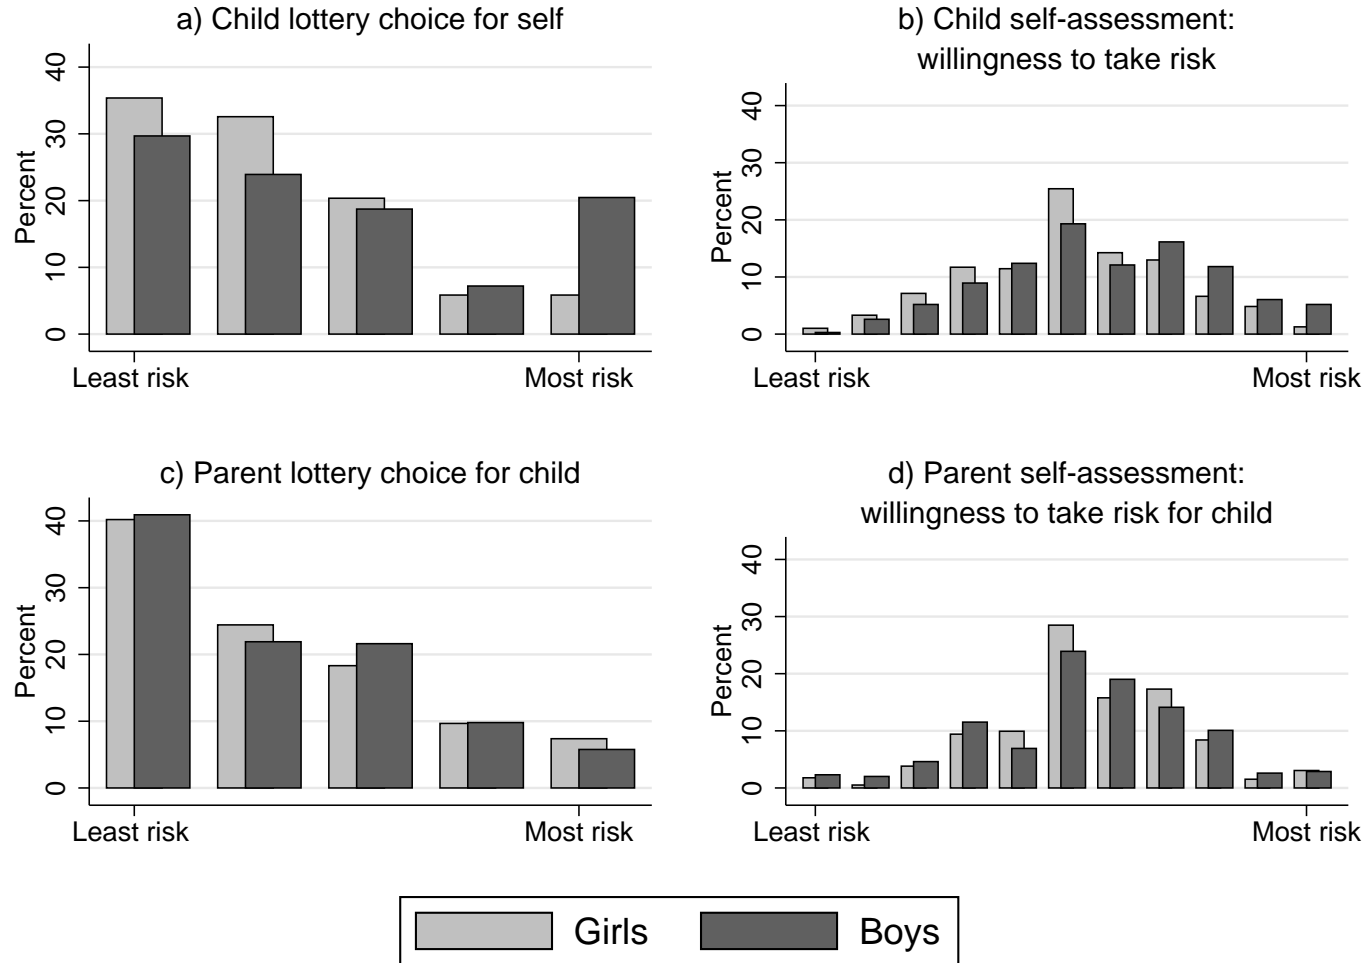 a) Child lottery choice for self
Percent
40
30
20
10
0
Least risk
Most risk
b) Child self-assessment:
willingness to take risk
Percent
40
30
20
10
0
Least risk
Most risk
c) Parent lottery choice for child
Percent
40
30
20
10
0
Least risk
Most risk
d) Parent self-assessment:
willingness to take risk for child
Percent
40
30
20
10
0
Least risk
Most risk
Girls
Boys